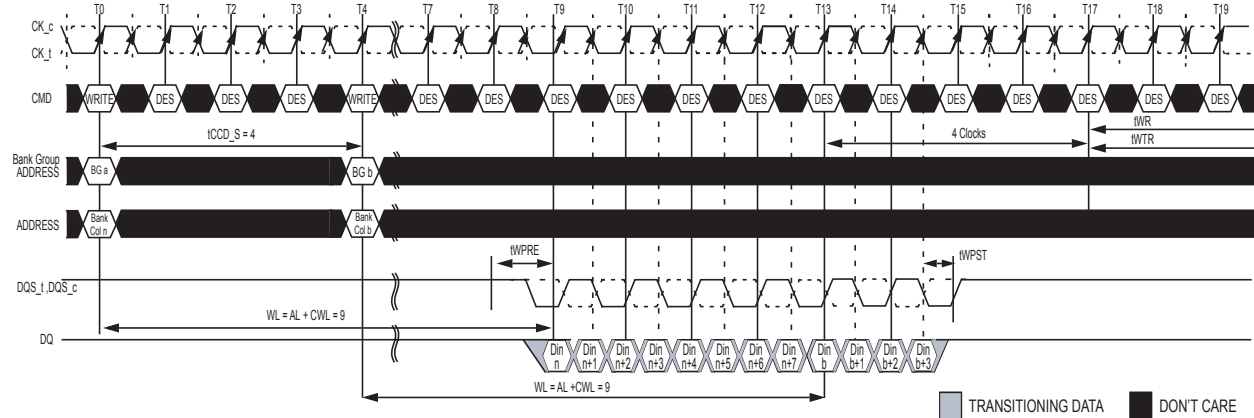 T0 T1 T2 T3 T4 T7 T8 T9 T10 T11 T12 T13 T14 T15 T16 T17 T18 T19
CK_c
CK_t
CMD WRITE DES DES DES WRITE DES DES DES DES DES DES DES DES DES DES DES DES DES
tWR
tCCD_S = 4
4 Clocks
tWTR
Bank Group
ADDRESS
BG a BG b
ADDRESS
Bank
Col n
Bank
Col b
tWPRE
tWPST
DQS_t ,DQS_c
WL = AL + CWL = 9
DQ
Din
n
Din
n+1
Din
n+2
Din
n+3
Din
n+4
Din
n+5
Din
n+6
Din
n+7
Din
b
Din
b+1
Din
b+2
Din
b+3
WL = AL +CWL = 9
TRANSITIONING DATA
DON'T CARE